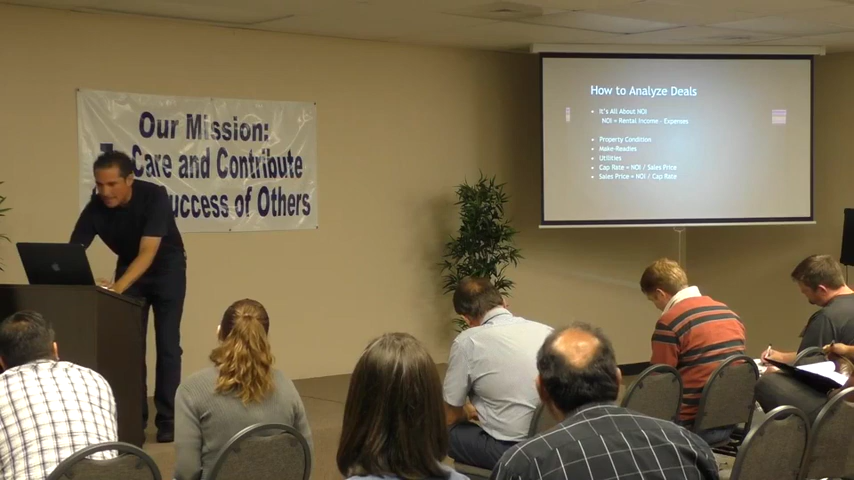 Our Mission:
Care and Contribute
uccess of Others
How to Analyze Deals
It's All About NOI
NOI = Rental Income - Expenses
Property Condition
Make-Readies
Utilities
Cap Rate = NOI / Sales Price
Sales Price = NOI / Cap Rate